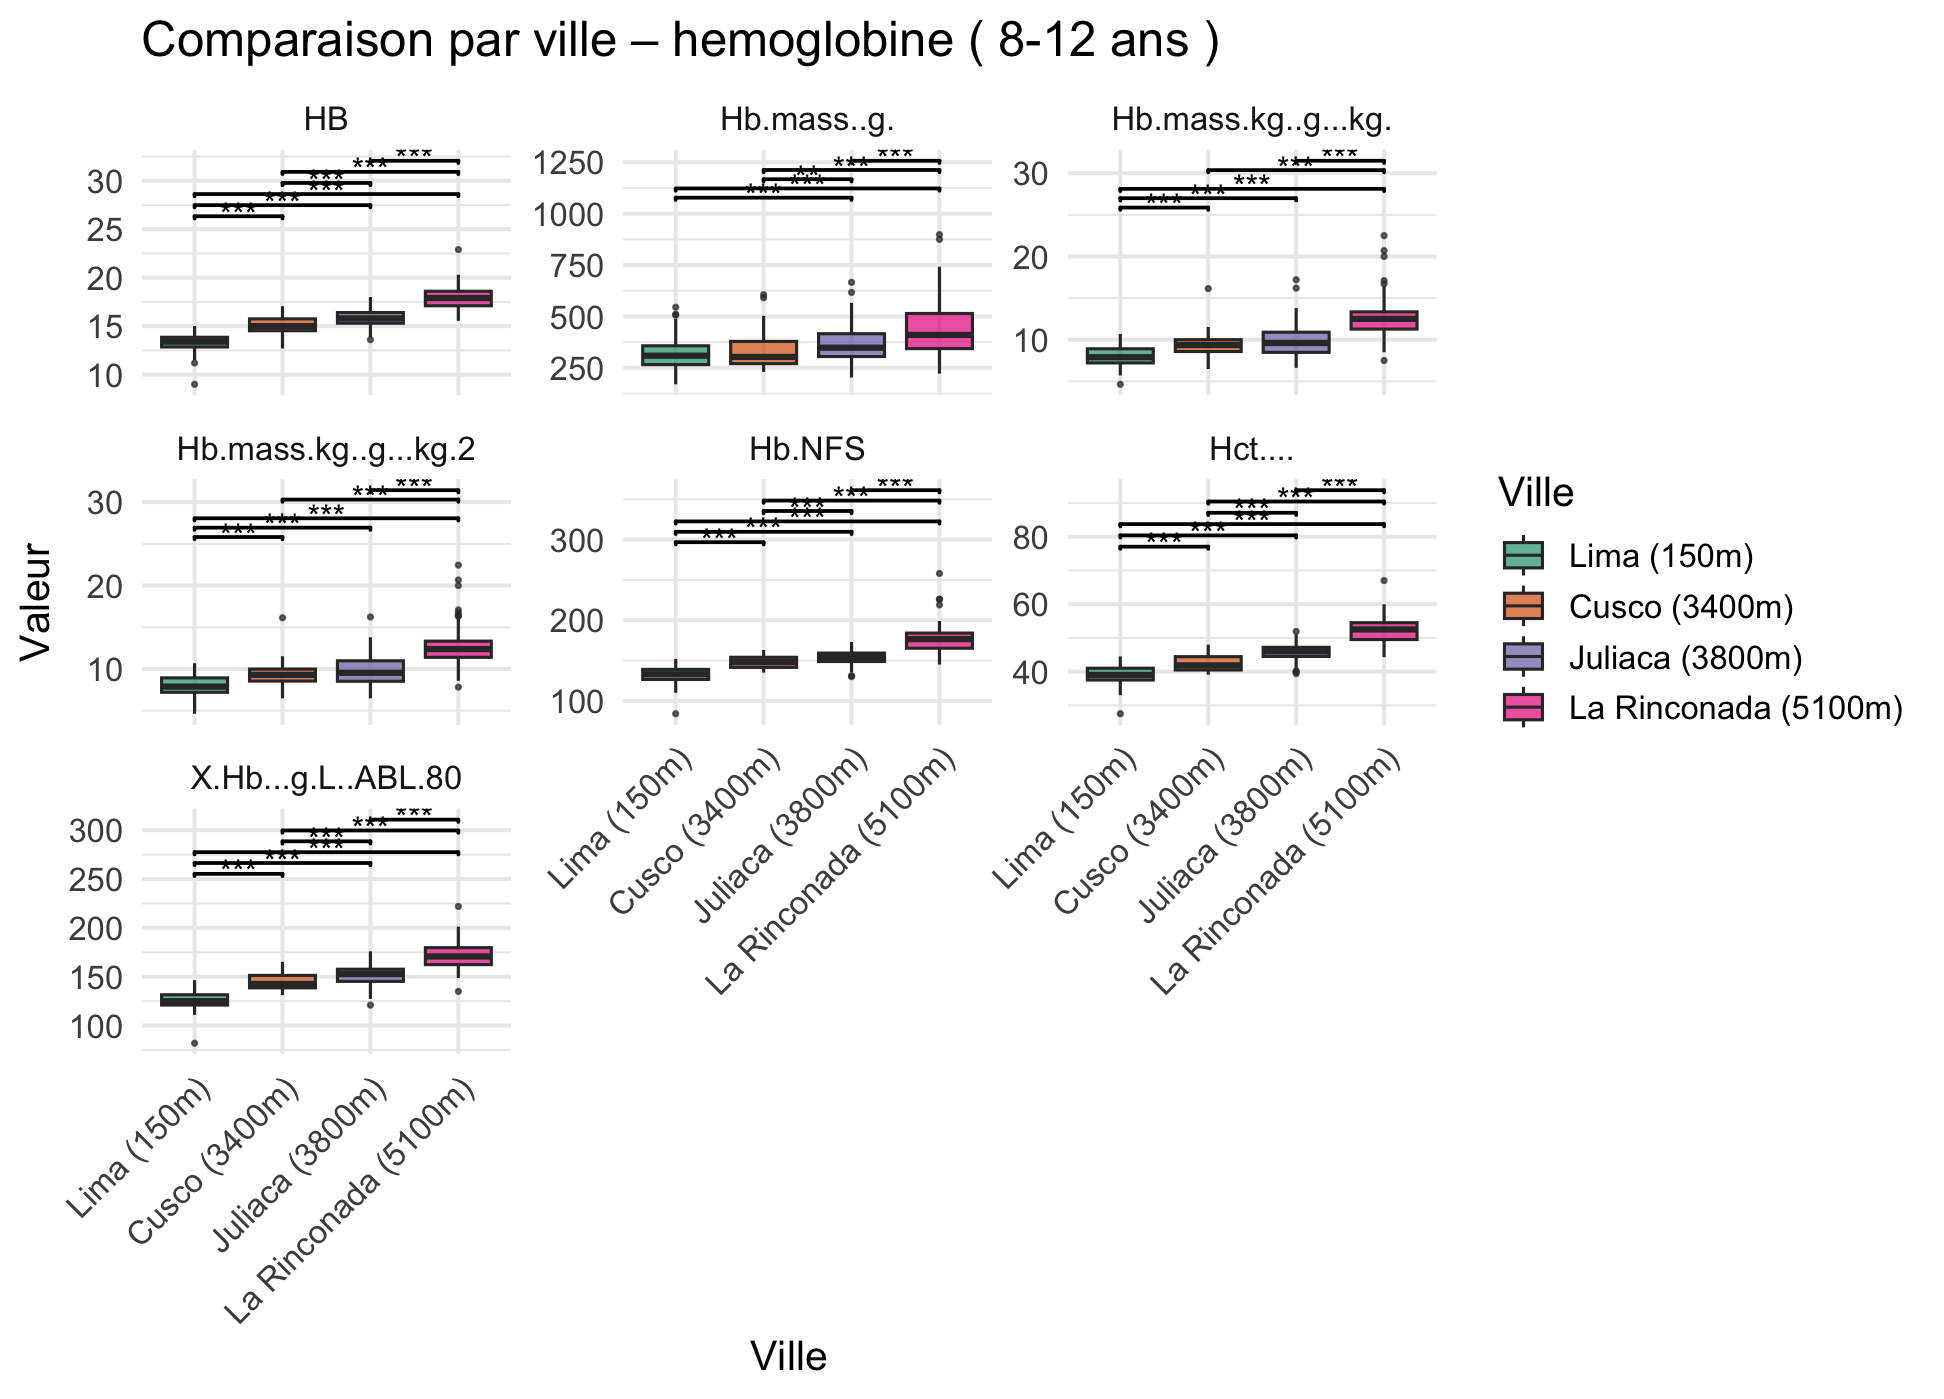 Comparaison par ville – hemoglobine ( 8-12 ans )
HB
Hb.mass..g.
Hb.mass.kg..g...kg.
30
25
20
15
10
*** *** *** *** *** ***
1250
1000
750
500
250
*** *** ** *** ***
30
20
10
*** *** *** *** ***
Hb.mass.kg..g...kg.2
Hb.NFS
Hct....
30
20
10
*** *** *** *** ***
300
200
100
*** *** *** *** *** ***
80
60
40
*** *** *** *** *** ***
X.Hb...g.L..ABL.80
300
250
200
150
100
*** *** *** *** *** ***
Lima (150m)
Cusco (3400m)
Juliaca (3800m)
La Rinconada (5100m)
Lima (150m)
Cusco (3400m)
Juliaca (3800m)
La Rinconada (5100m)
Lima (150m)
Cusco (3400m)
Juliaca (3800m)
La Rinconada (5100m)
Valeur
Ville
Ville
Lima (150m)
Cusco (3400m)
Juliaca (3800m)
La Rinconada (5100m)